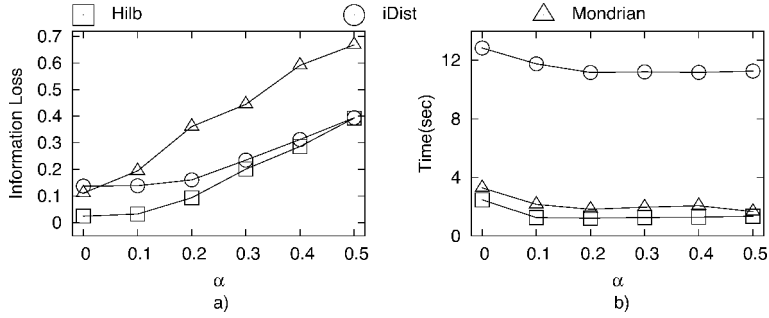 Hilb iDist Mondrian
Information Loss
0.7
0.6
0.5
0.4
0.3
0.2
0.1
0
0 0.1 0.2 0.3 0.4 0.5
α
a)
Time(sec)
12
8
4
0
0 0.1 0.2 0.3 0.4 0.5
α
b)